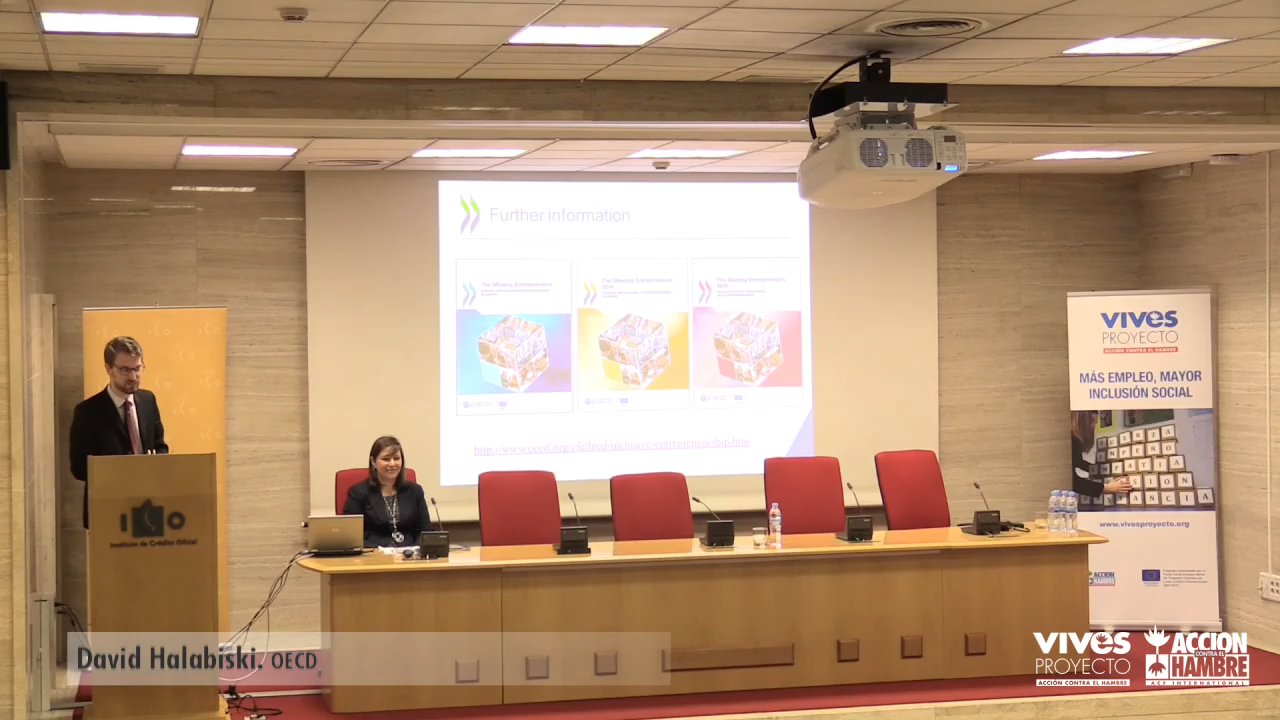 Further information
The Missing Entrepreneurs
The Missing Entrepreneurs
2014
The Missing Entrepreneurs
2015
http://www.oecd.org/cfe/leed/inclusive-entrepreneurship.htm
ICO
Instituto de Crédito Oficial
VIVES
PROYECTO
ACCIÓN CONTRA EL HAMBRE
MÁS EMPLEO, MAYOR
INCLUSIÓN SOCIAL
www.vivesproyecto.org
ACCION
HAMBRE
David Halabiski. OECD
VIVES
PROYECTO
ACCIÓN CONTRA EL HAMBRE
ACCION
CONTRA EL
HAMBRE
ACF INTERNATIONAL